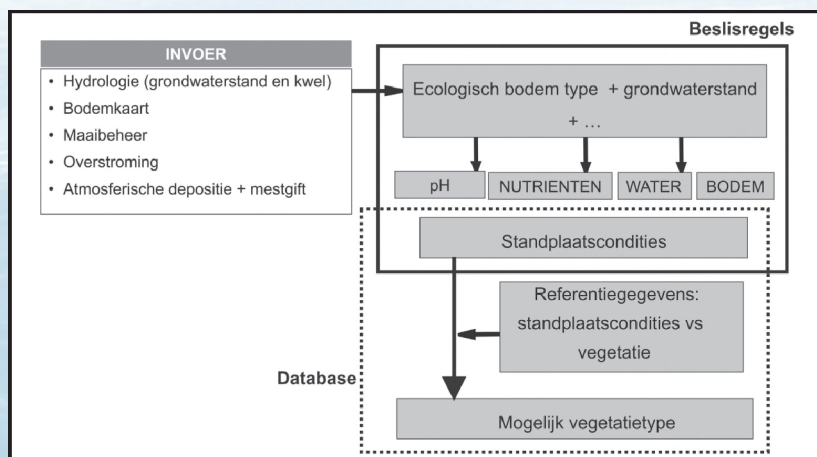 Beslisregels
INVOER
• Hydrologie (grondwaterstand en kwel)
• Bodemkaart
• Maaibeheer
• Overstroming
• Atmosferische depositie + mestgift
Ecologisch bodem type + grondwaterstand
+ ...
pH
NUTRIENTEN
WATER
BODEM
Standplaatscondities
Referentiegegevens:
standplaatscondities vs
vegetatie
Database
Mogelijk vegetatietype